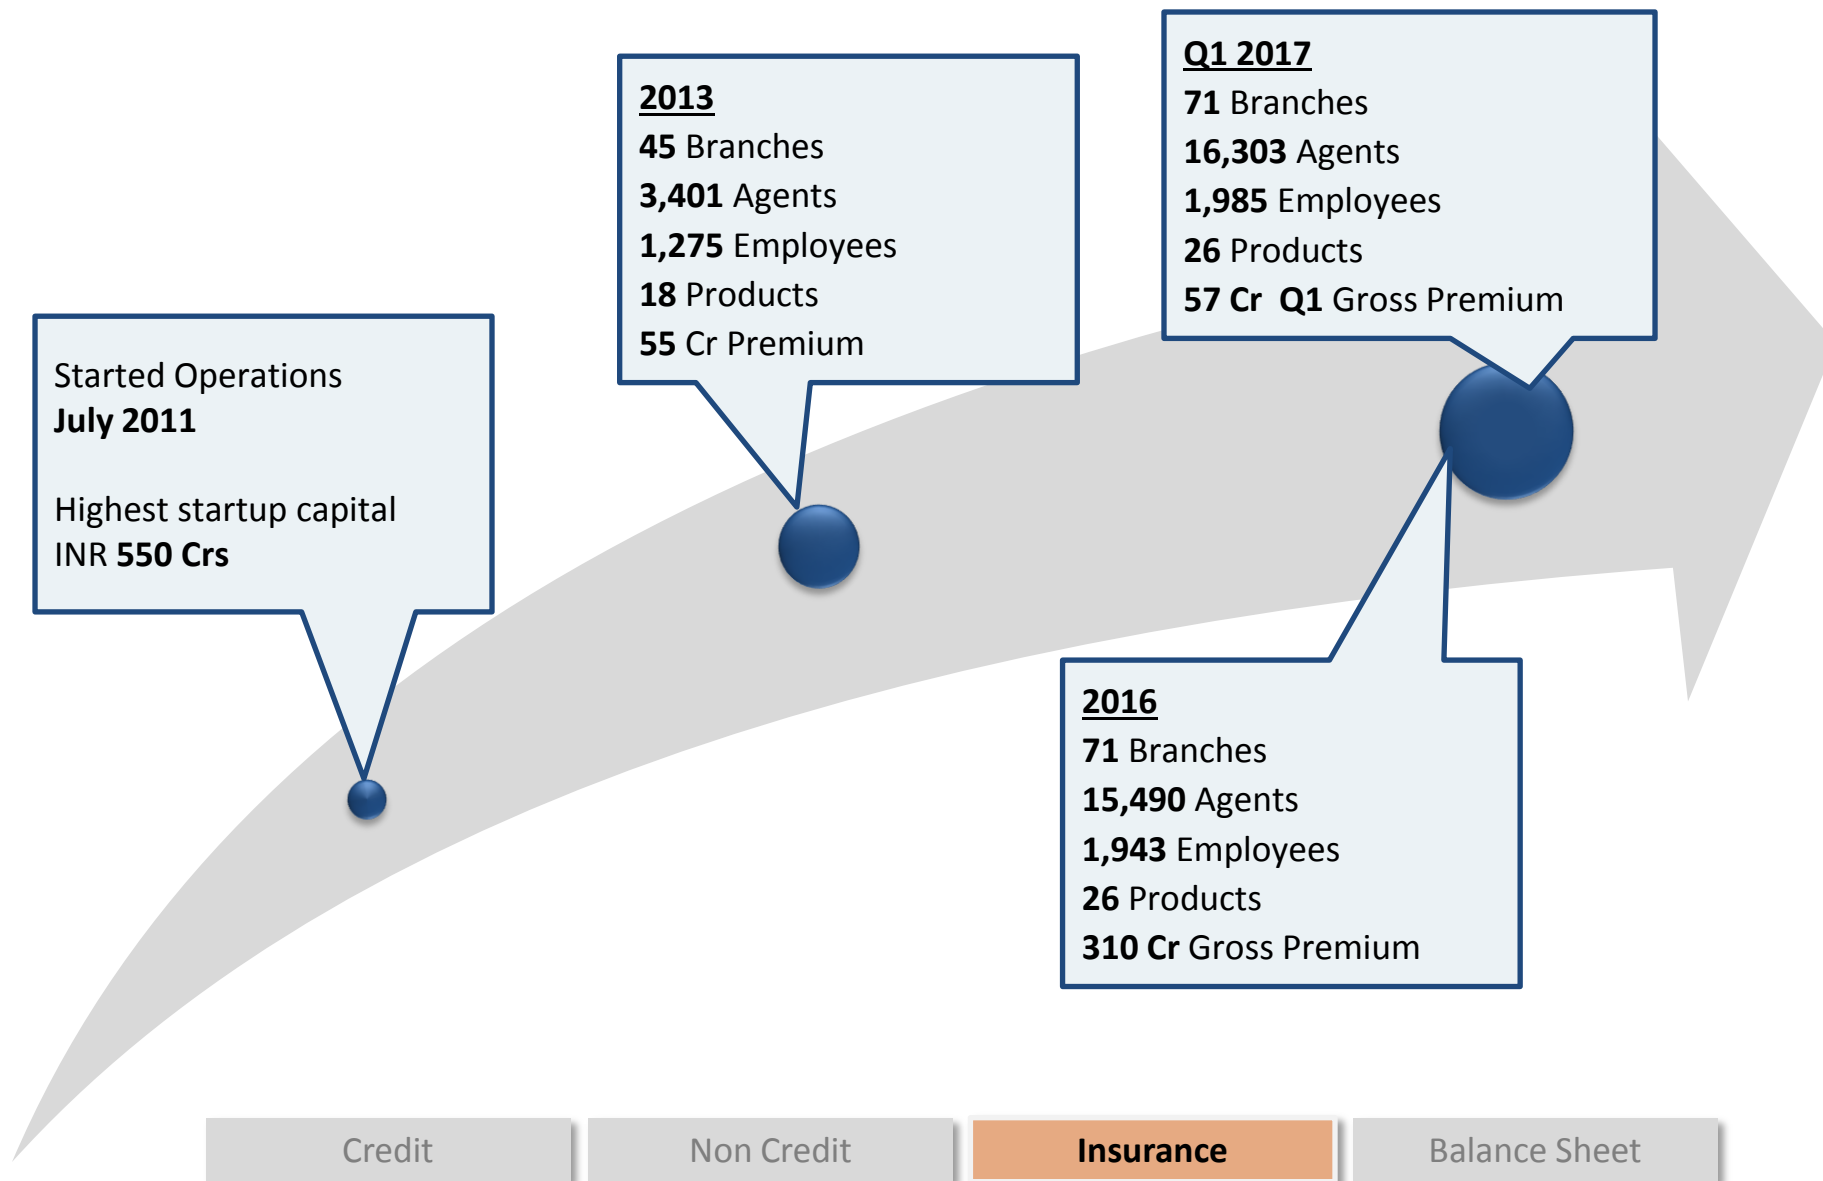 Started Operations
July 2011
Highest startup capital
INR 550 Crs
2013
45 Branches
3,401 Agents
1,275 Employees
18 Products
55 Cr Premium
Q1 2017
71 Branches
16,303 Agents
1,985 Employees
26 Products
57 Cr  Q1 Gross Premium
2016
71 Branches
15,490 Agents
1,943 Employees
26 Products
310 Cr Gross Premium
Credit
Non Credit
Insurance
Balance Sheet